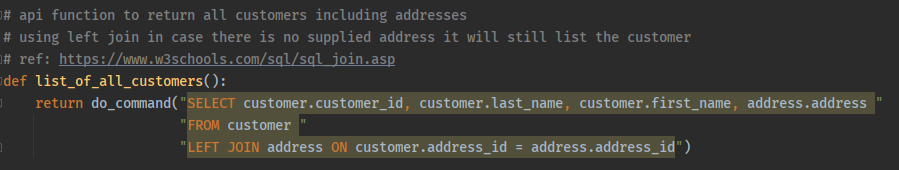 # api function to return all customers including addresses
# using left join in case there is no supplied address it will still list the customer
# ref: https://www.w3schools.com/sql/sql_join.asp
def list_of_all_customers():
    return do_command("SELECT customer.customer_id, customer.last_name, customer.first_name, address.address "
                      "FROM customer "
                      "LEFT JOIN address ON customer.address_id = address.address_id")